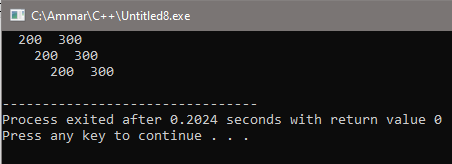 C:\Ammar\C++\Untitled8.exe
200  300
200  300
200  300
--------------------------------
Process exited after 0.2024 seconds with return value 0
Press any key to continue . . .